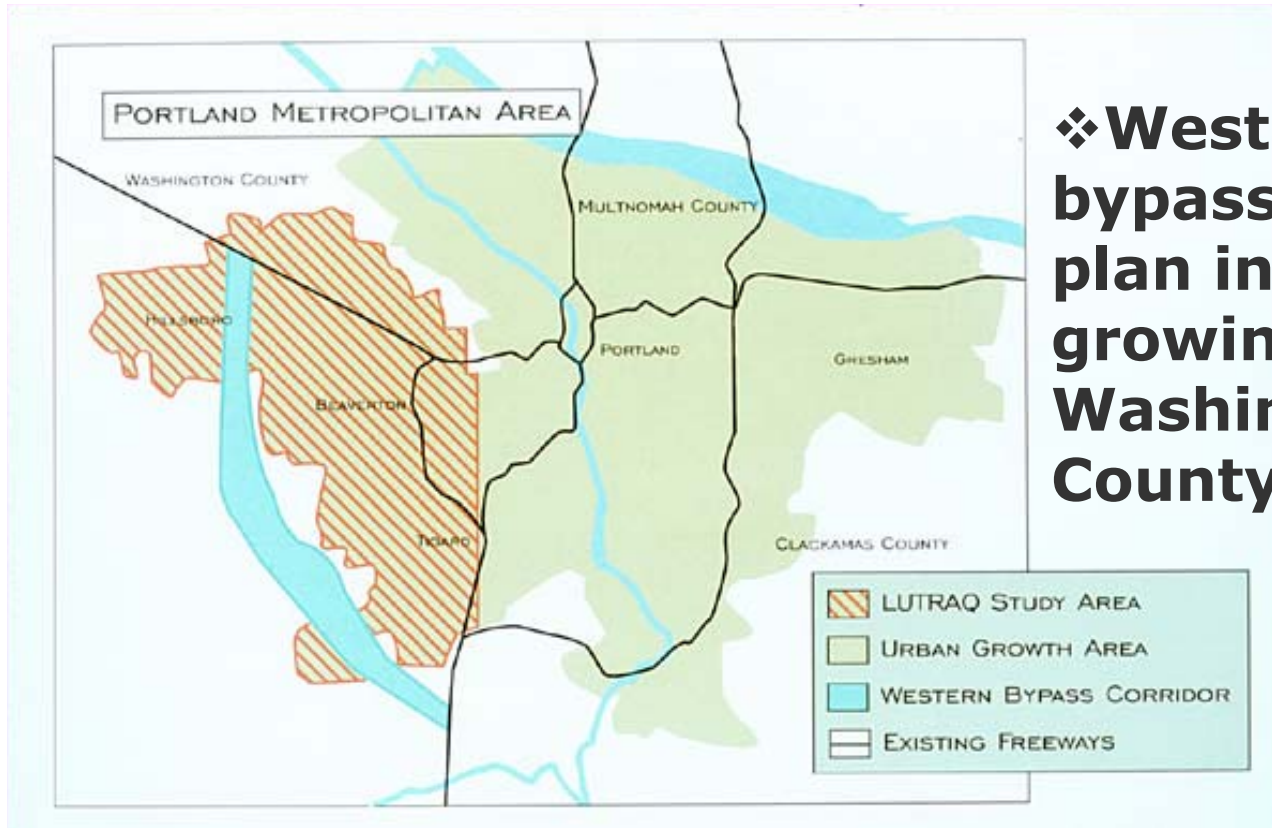 PORTLAND METROPOLITAN AREA
WASHINGTON COUNTY
MULTNOMAH COUNTY
HILLSBORO
PORTLAND
GRESHAM
BEAVERTON
TIGARD
CLACKAMAS COUNTY
LUTRAQ STUDY AREA
URBAN GROWTH AREA
WESTERN BYPASS CORRIDOR
EXISTING FREEWAYS
❖West
bypass
plan in
growin
Washin
County